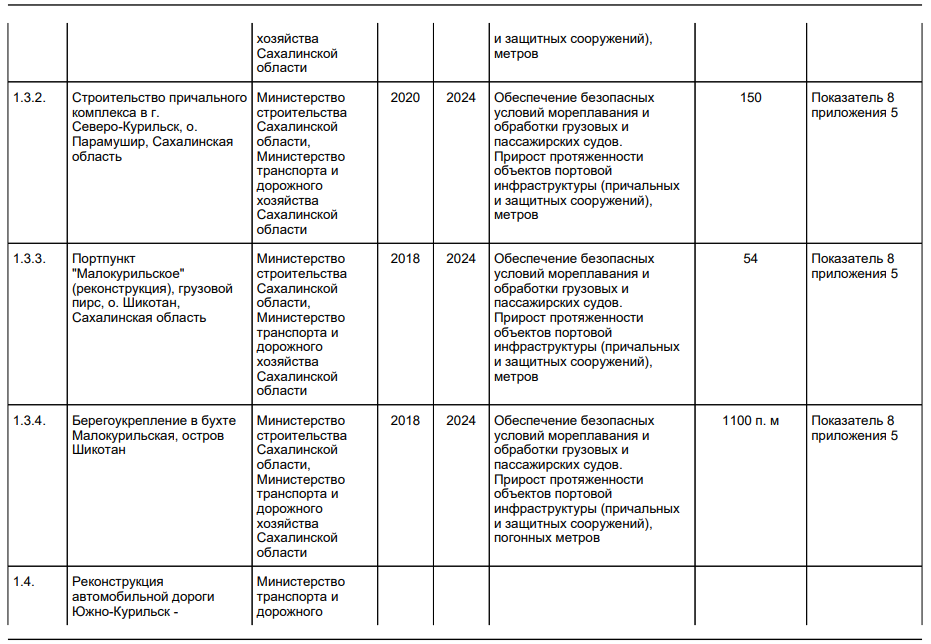 хозяйства
Сахалинской
области
и защитных сооружений),
метров
1.3.2.
Строительство причального
комплекса в г.
Северо-Курильск, о.
Парамушир, Сахалинская
область
Министерство
строительства
Сахалинской
области,
Министерство
транспорта и
дорожного
хозяйства
Сахалинской
области
2020
2024
Обеспечение безопасных
условий мореплавания и
обработки грузовых и
пассажирских судов.
Прирост протяженности
объектов портовой
инфраструктуры (причальных
и защитных сооружений),
метров
150
Показатель 8
приложения 5
1.3.3.
Портпункт
"Малокурильское"
(реконструкция), грузовой
пирс, о. Шикотан,
Сахалинская область
Министерство
строительства
Сахалинской
области,
Министерство
транспорта и
дорожного
хозяйства
Сахалинской
области
2018
2024
Обеспечение безопасных
условий мореплавания и
обработки грузовых и
пассажирских судов.
Прирост протяженности
объектов портовой
инфраструктуры (причальных
и защитных сооружений),
метров
54
Показатель 8
приложения 5
1.3.4.
Берегоукрепление в бухте
Малокурильская, остров
Шикотан
Министерство
строительства
Сахалинской
области,
Министерство
транспорта и
дорожного
хозяйства
Сахалинской
области
2018
2024
Обеспечение безопасных
условий мореплавания и
обработки грузовых и
пассажирских судов.
Прирост протяженности
объектов портовой
инфраструктуры (причальных
и защитных сооружений),
погонных метров
1100 п. м
Показатель 8
приложения 5
1.4.
Реконструкция
автомобильной дороги
Южно-Курильск -
Министерство
транспорта и
дорожного